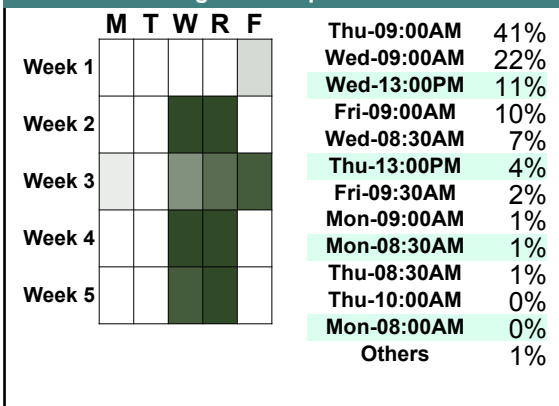 M T W R F
Week 1
Week 2
Week 3
Week 4
Week 5
Thu-09:00AM 41%
Wed-09:00AM 22%
Wed-13:00PM 11%
Fri-09:00AM 10%
Wed-08:30AM 7%
Thu-13:00PM 4%
Fri-09:30AM 2%
Mon-09:00AM 1%
Mon-08:30AM 1%
Thu-08:30AM 1%
Thu-10:00AM 0%
Mon-08:00AM 0%
Others 1%